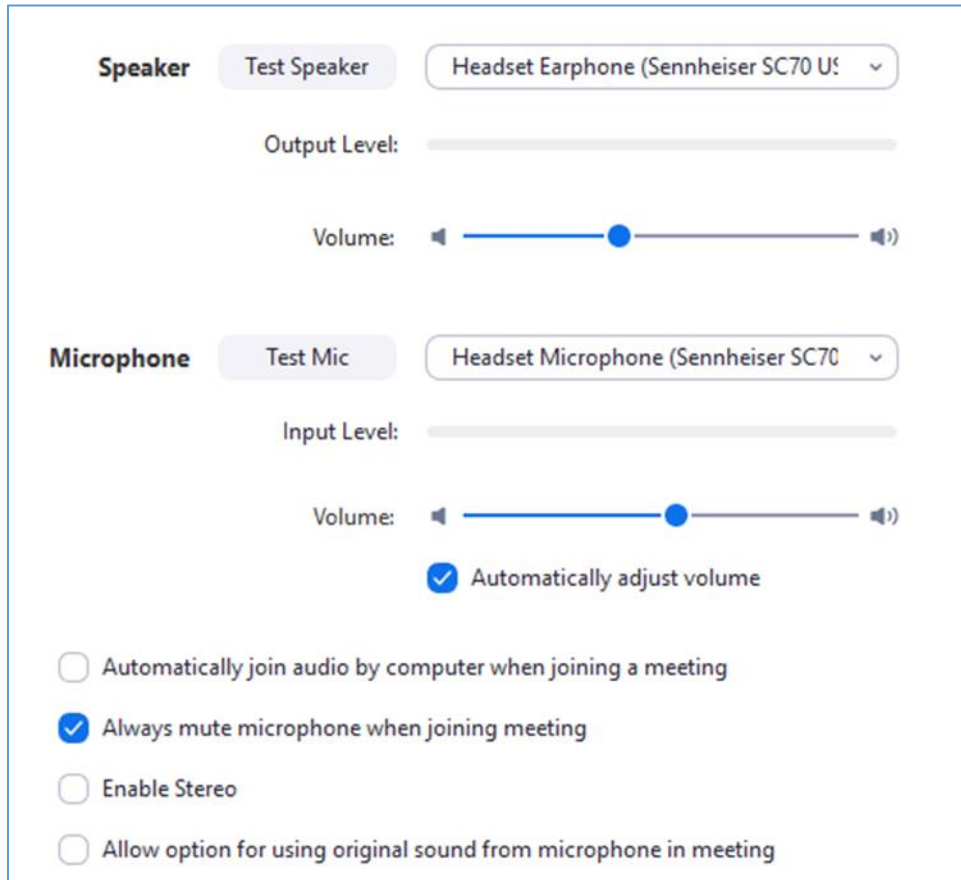 Speaker Test Speaker Headset Earphone (Sennheiser SC70
Output Level:
Volume:
Microphone Test Mic Headset Microphone (Sennheiser SC70
Input Level:
Volume:
Automatically adjust volume
Automatically join audio by computer when joining a meeting
Always mute microphone when joining meeting
Enable Stereo
Allow option for using original sound from microphone in meeting